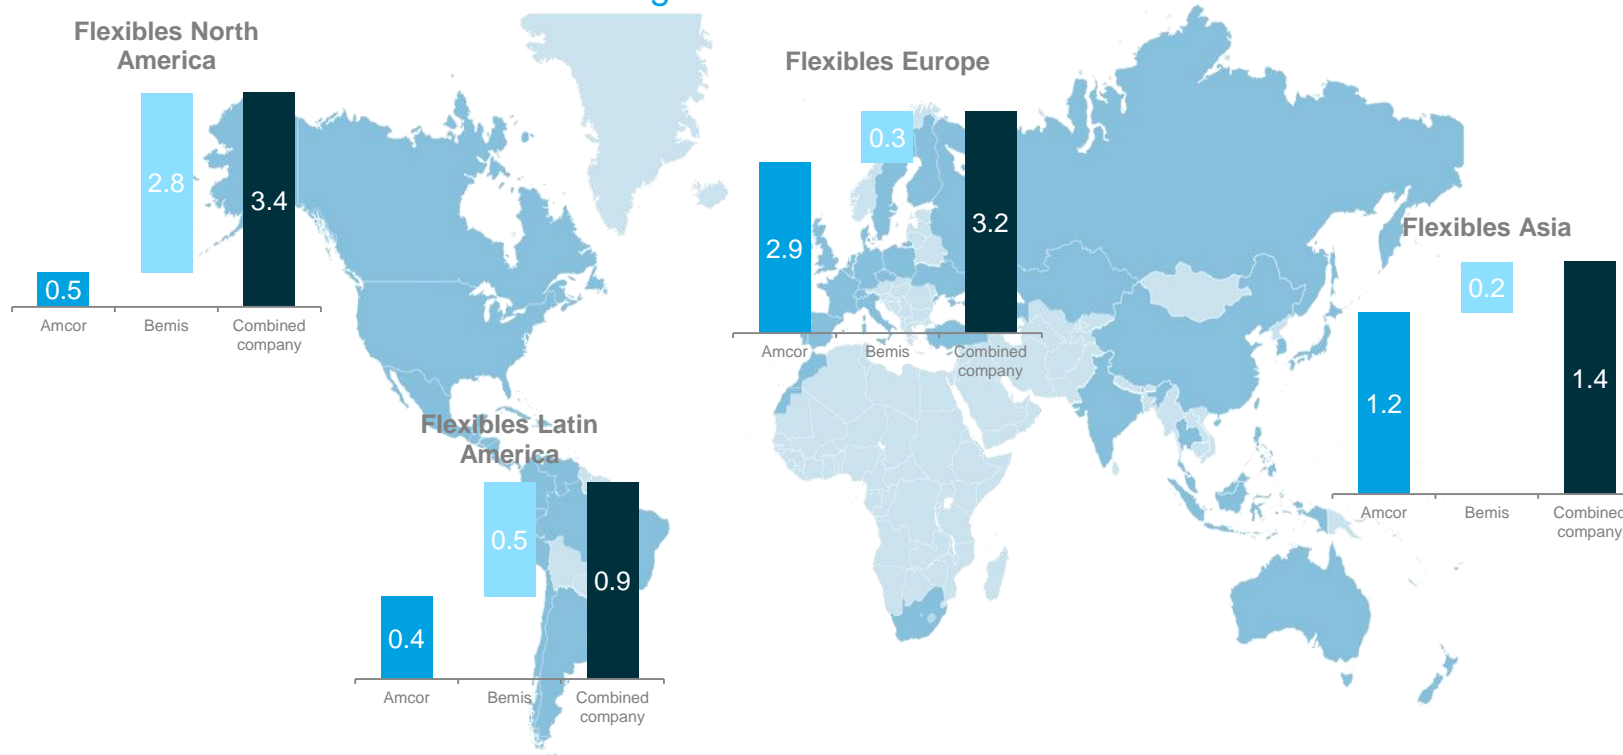 Flexibles North
America
2.8
3.4
0.5
Amcor
Bemis
Combined
company
Flexibles Europe
0.3
2.9
3.2
Amcor
Bemis
Combined
company
Flexibles Asia
0.2
1.2
1.4
Amcor
Bemis
Combined
company
Flexibles Latin
America
0.5
0.4
0.9
Amcor
Bemis
Combined
company